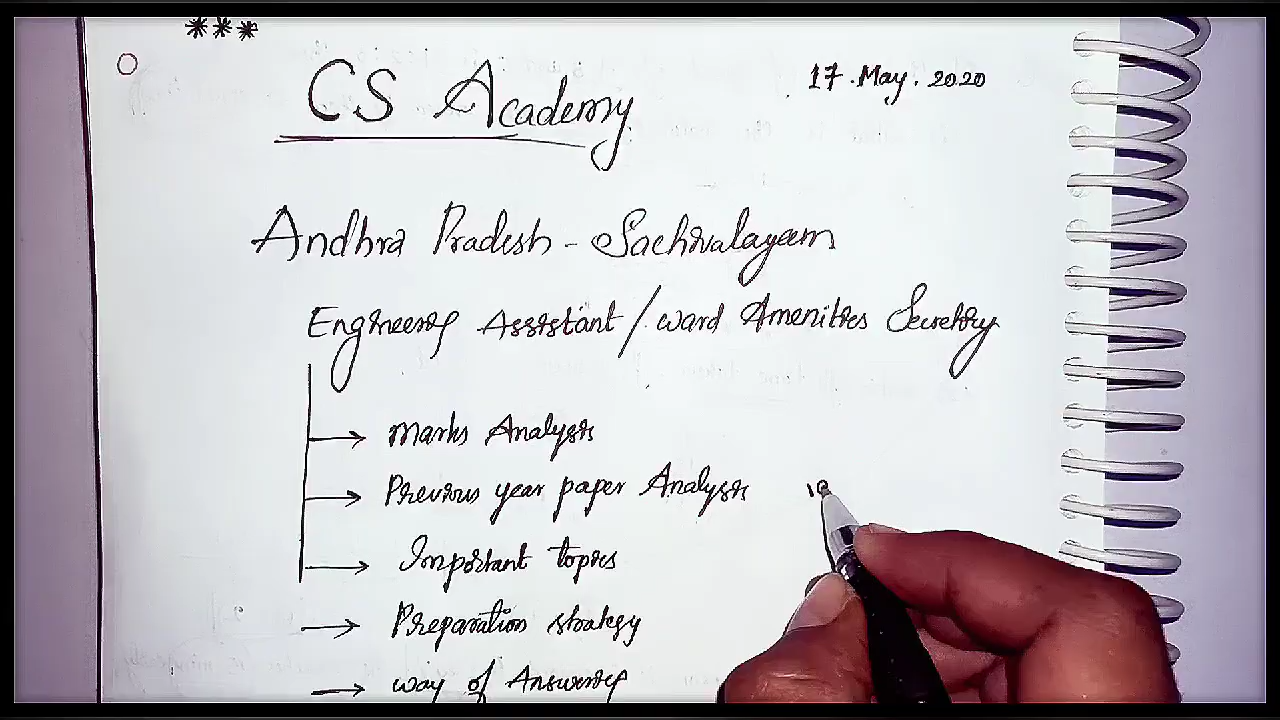 ***
CS Academy
17. May. 2020
Andhra Pradesh - Sachivalayam
Engineering Assistant / ward Amenities Secretry
→ Marks Analysis
→ Previous year paper Analysis
→ Important topics
→ Preparation strategy
→ way of Answering